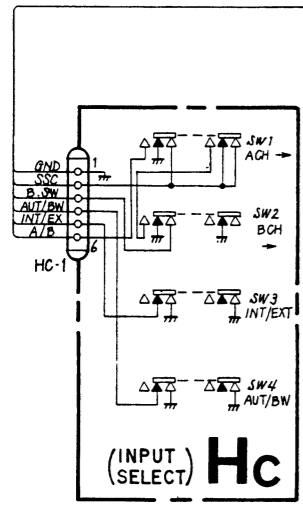 SW1
ACH →
GND
SSC
B.SW
AUT/BW
INT/EX
A/B
1
6
HC-1
SW2
BCH
→
SW3
INT/EXT
SW4
AUT/BW
(INPUT SELECT)
Hc